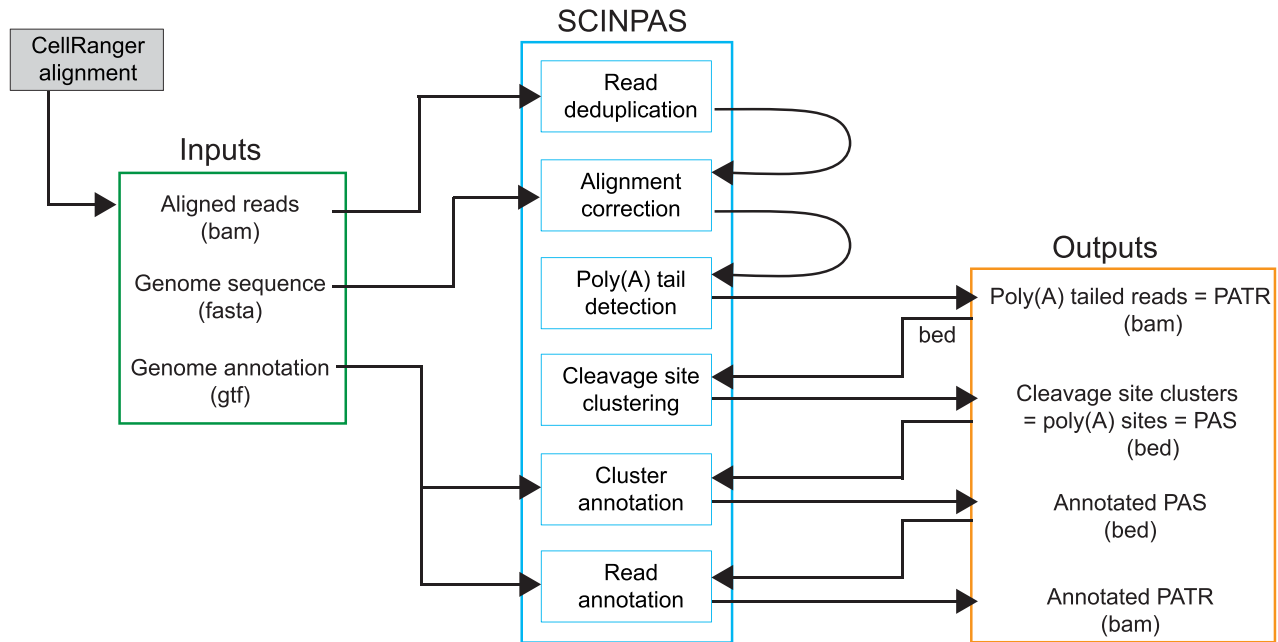 SCINPAS
CellRanger
alignment
Inputs
Aligned reads
(bam)
Genome sequence
(fasta)
Genome annotation
(gtf)
Read
deduplication
Alignment
correction
Poly(A) tail
detection
Cleavage site
clustering
Cluster
annotation
Read
annotation
bed
Outputs
Poly(A) tailed reads = PATR
(bam)
Cleavage site clusters
= poly(A) sites = PAS
(bed)
Annotated PAS
(bed)
Annotated PATR
(bam)